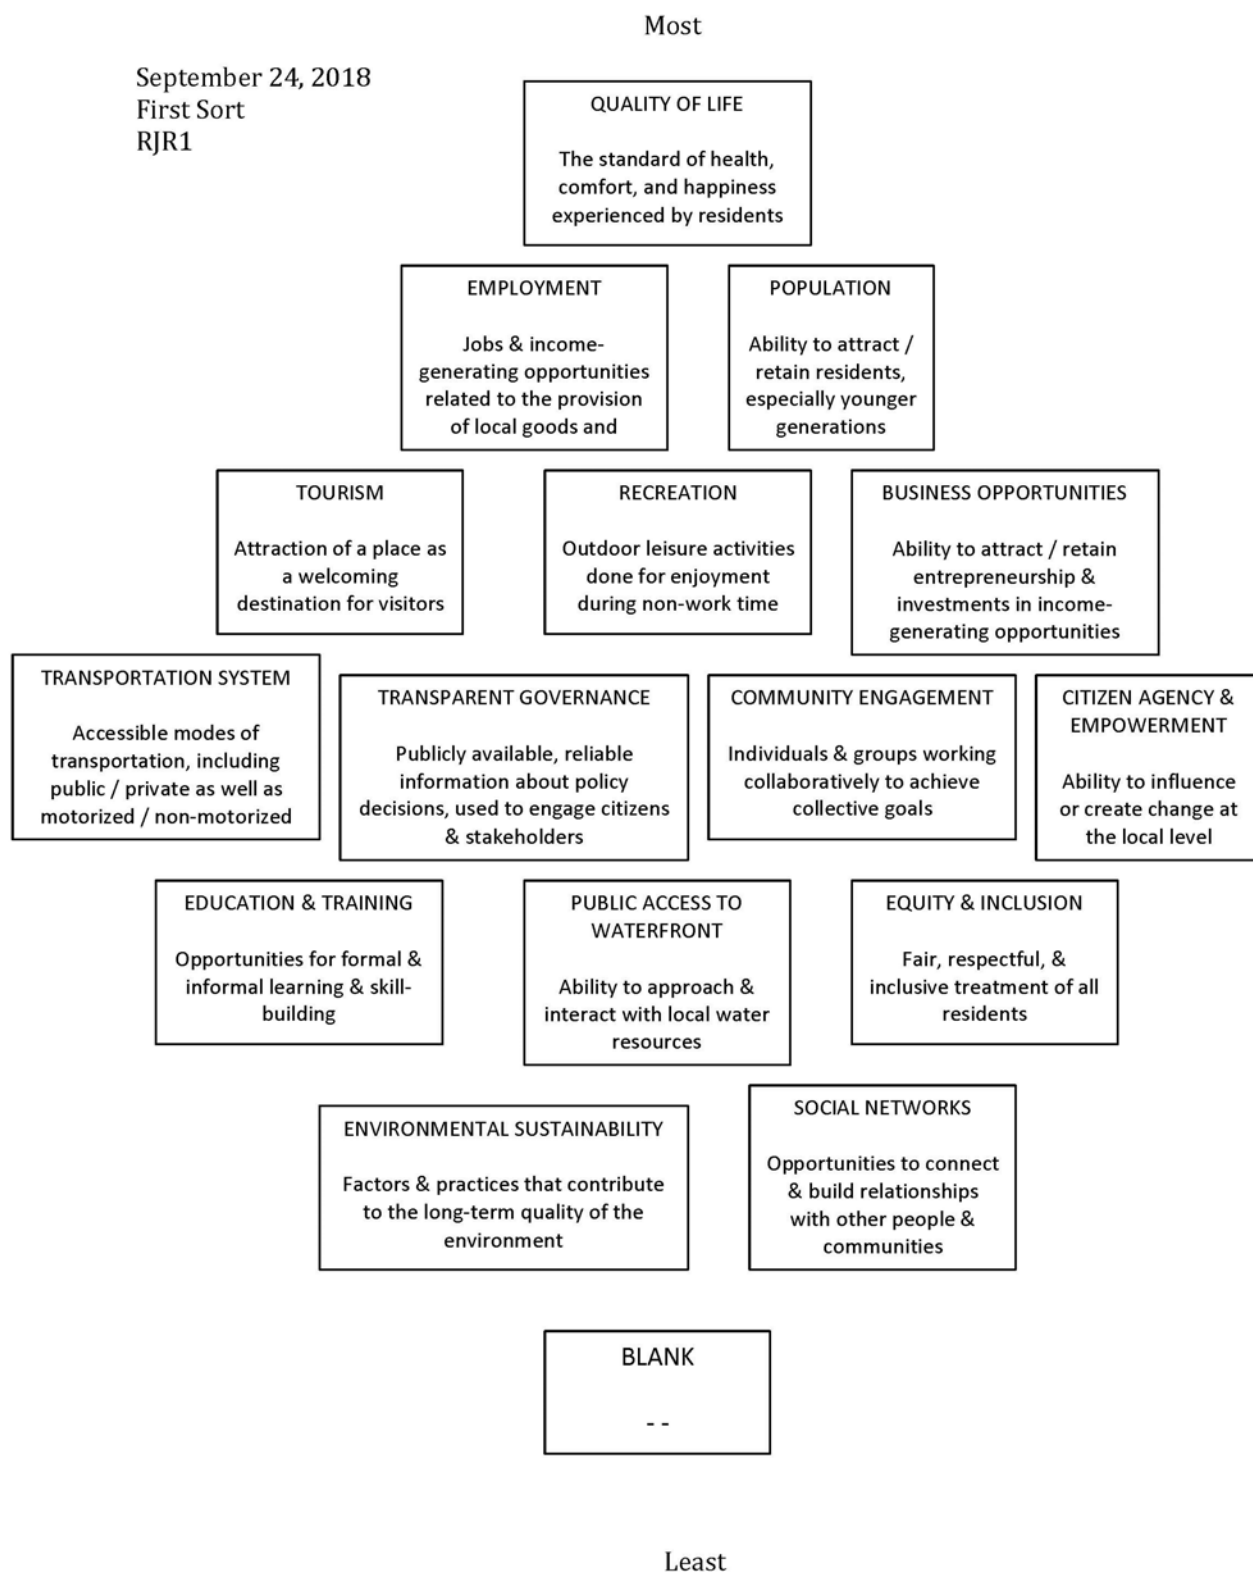 Most
September 24, 2018
First Sort
RJR1
QUALITY OF LIFE
The standard of health,
comfort, and happiness
experienced by residents
EMPLOYMENT
Jobs & income-
generating opportunities
related to the provision
of local goods and
POPULATION
Ability to attract /
retain residents,
especially younger
generations
TOURISM
Attraction of a place as
a welcoming
destination for visitors
RECREATION
Outdoor leisure activities
done for enjoyment
during non-work time
BUSINESS OPPORTUNITIES
Ability to attract / retain
entrepreneurship &
investments in income-
generating opportunities
TRANSPORTATION SYSTEM
Accessible modes of
transportation, including
public / private as well as
motorized / non-motorized
TRANSPARENT GOVERNANCE
Publicly available, reliable
information about policy
decisions, used to engage citizens
& stakeholders
COMMUNITY ENGAGEMENT
Individuals & groups working
collaboratively to achieve
collective goals
CITIZEN AGENCY &
EMPOWERMENT
Ability to influence
or create change at
the local level
EDUCATION & TRAINING
Opportunities for formal &
informal learning & skill-
building
PUBLIC ACCESS TO
WATERFRONT
Ability to approach &
interact with local water
resources
EQUITY & INCLUSION
Fair, respectful, &
inclusive treatment of all
residents
ENVIRONMENTAL SUSTAINABILITY
Factors & practices that contribute
to the long-term quality of the
environment
SOCIAL NETWORKS
Opportunities to connect
& build relationships
with other people &
communities
BLANK
- -
Least